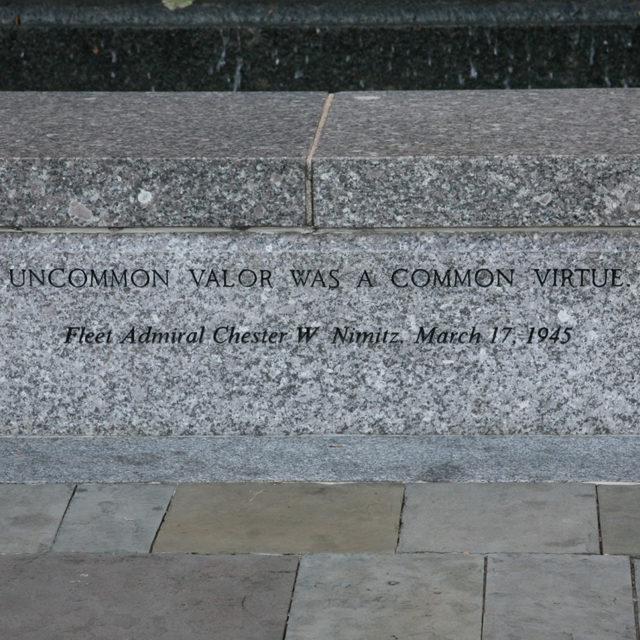 UNCOMMON VALOR WAS A COMMON VIRTUE.
Fleet Admiral Chester W Nimitz. March 17, 1945